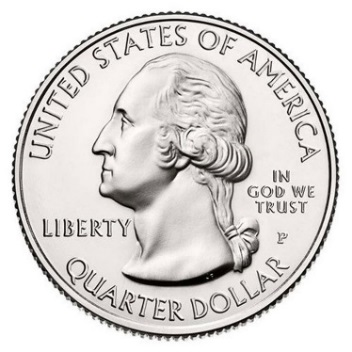 UNITED STATES OF AMERICA
LIBERTY
IN
GOD WE
TRUST
P
QUARTER DOLLAR